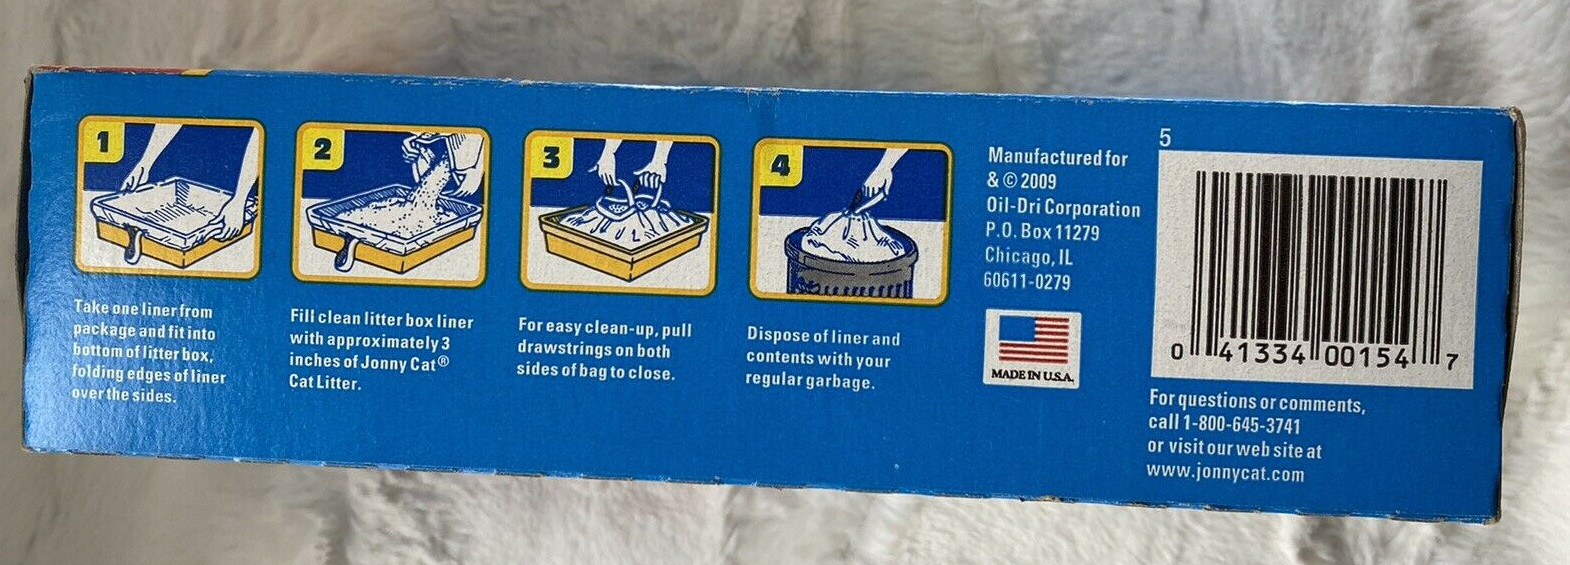 1
Take one liner from
package and fit into
bottom of litter box,
folding edges of liner
over the sides.
2
Fill clean litter box liner
with approximately 3
inches of Jonny Cat®
Cat Litter.
3
For easy clean-up, pull
drawstrings on both
sides of bag to close.
4
Dispose of liner and
contents with your
regular garbage.
Manufactured for
& © 2009
Oil-Dri Corporation
P.O. Box 11279
Chicago, IL
60611-0279
MADE IN U.S.A.
5
0 41334 00154 7
For questions or comments,
call 1-800-645-3741
or visit our web site at
www.jonnycat.com